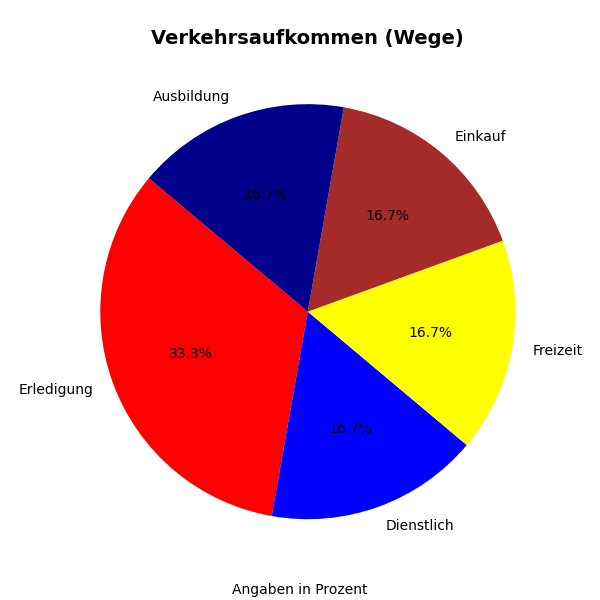 Verkehrsaufkommen (Wege)
Ausbildung
Einkauf
16.7%
16.7%
16.7%
Freizeit
33.3%
Erledigung
16.7%
Dienstlich
Angaben in Prozent